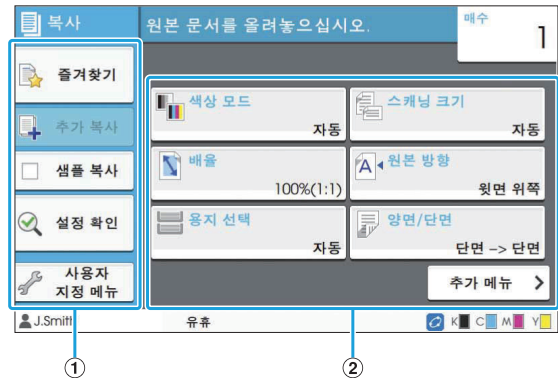 복사
원본 문서를 올려놓으십시오.
매수
1
즐겨찾기
추가 복사
샘플 복사
설정 확인
사용자
지정 메뉴
색상 모드
자동
스캐닝 크기
자동
배율
100%(1:1)
원본 방향
윗면 위쪽
용지 선택
자동
양면/단면
단면 –> 단면
추가 메뉴
J.Smith
유휴
K C M Y
① ②